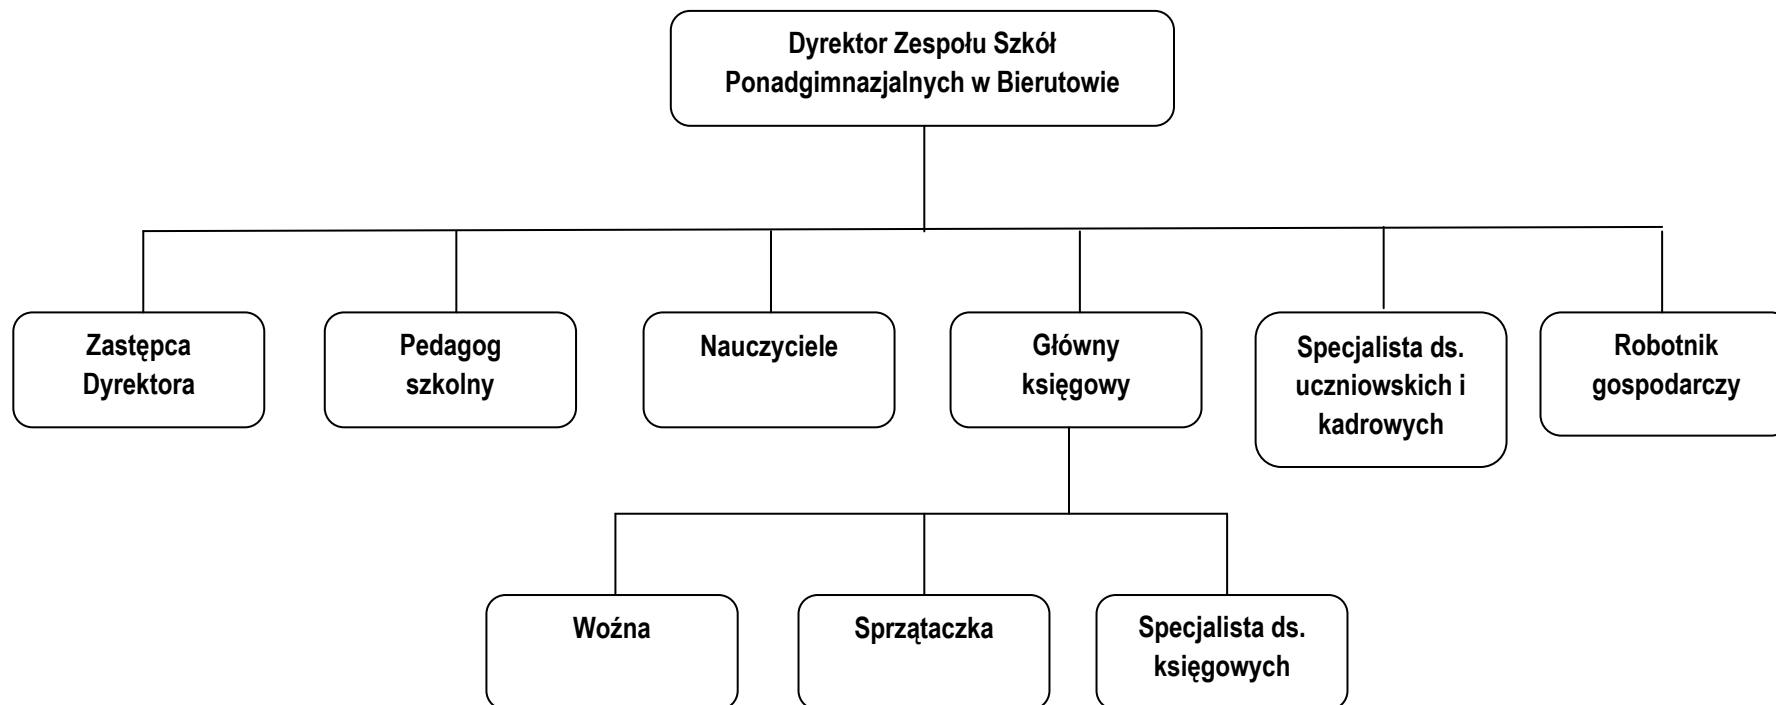 Dyrektor Zespołu Szkół
Ponadgimnazjalnych w Bierutowie
Zastępca
Dyrektora
Pedagog
szkolny
Nauczyciele
Główny
księgowy
Specjalista ds.
uczniowskich i
kadrowych
Robotnik
gospodarczy
Woźna
Sprzątaczka
Specjalista ds.
księgowych